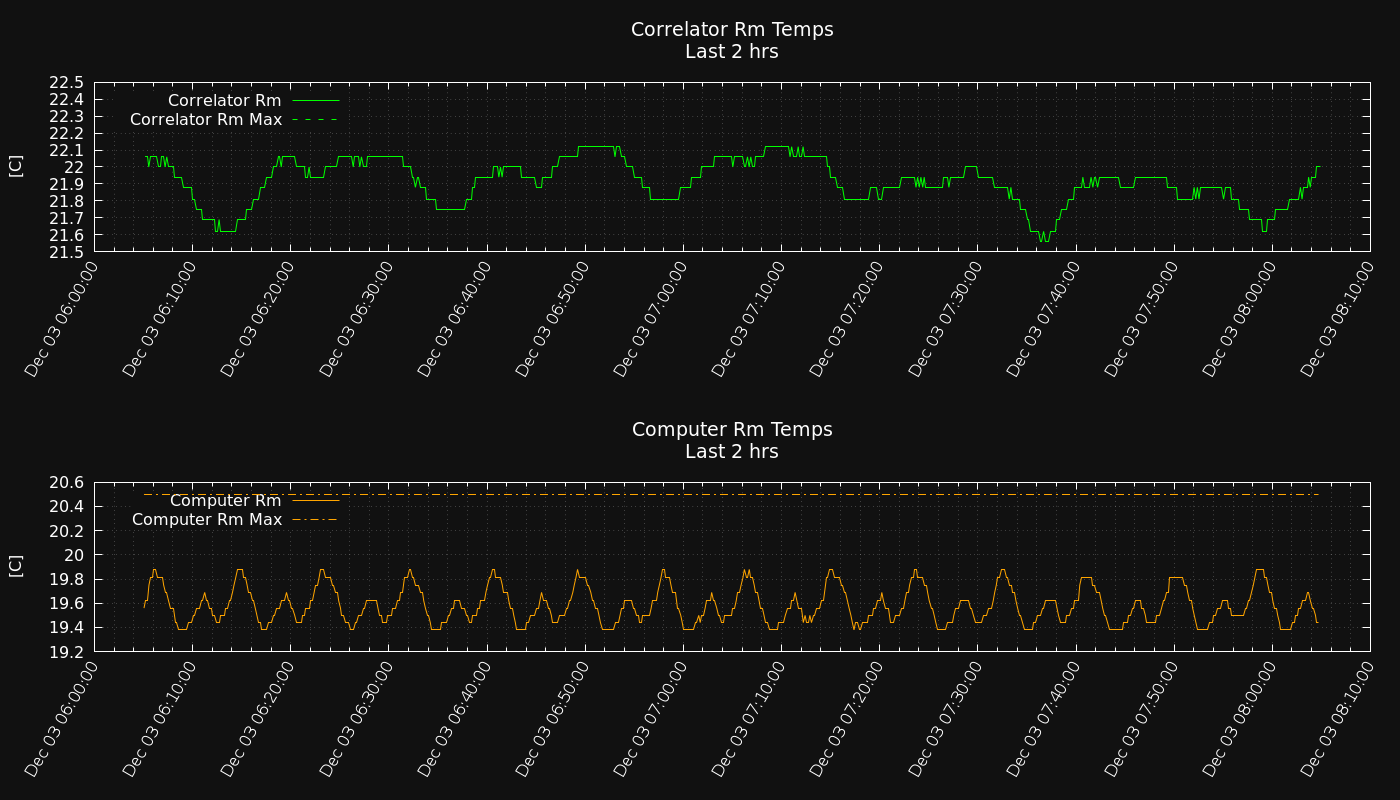 Correlator Rm Temps
Last 2 hrs
[C]
22.5
22.4
22.3
22.2
22.1
22
21.9
21.8
21.7
21.6
21.5
Correlator Rm
Correlator Rm Max
Dec 03 06:00:00
Dec 03 06:10:00
Dec 03 06:20:00
Dec 03 06:30:00
Dec 03 06:40:00
Dec 03 06:50:00
Dec 03 07:00:00
Dec 03 07:10:00
Dec 03 07:20:00
Dec 03 07:30:00
Dec 03 07:40:00
Dec 03 07:50:00
Dec 03 08:00:00
Dec 03 08:10:00
Computer Rm Temps
Last 2 hrs
[C]
20.6
20.4
20.2
20
19.8
19.6
19.4
19.2
Computer Rm
Computer Rm Max
Dec 03 06:00:00
Dec 03 06:10:00
Dec 03 06:20:00
Dec 03 06:30:00
Dec 03 06:40:00
Dec 03 06:50:00
Dec 03 07:00:00
Dec 03 07:10:00
Dec 03 07:20:00
Dec 03 07:30:00
Dec 03 07:40:00
Dec 03 07:50:00
Dec 03 08:00:00
Dec 03 08:10:00